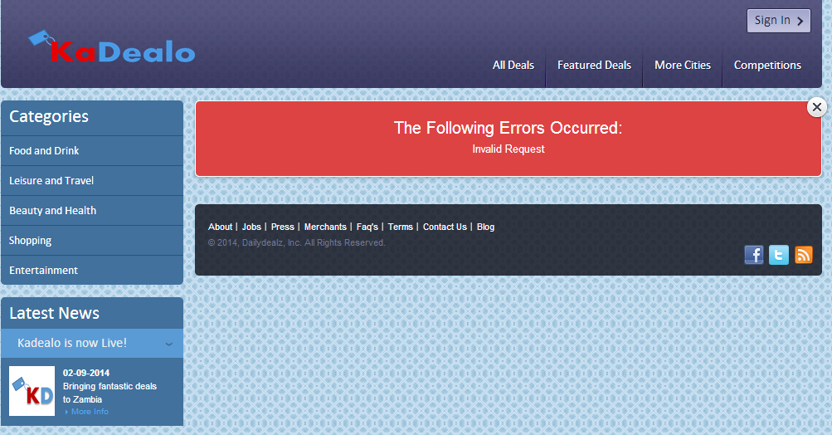 Sign In
KaDealo
All Deals Featured Deals More Cities Competitions
Categories
Food and Drink
Leisure and Travel
Beauty and Health
Shopping
Entertainment
The Following Errors Occurred:
Invalid Request
About | Jobs | Press | Merchants | Faq's | Terms | Contact Us | Blog
© 2014, Dailydealz, Inc. All Rights Reserved.
Latest News
Kadealo is now Live!
KD
02-09-2014
Bringing fantastic deals
to Zambia
More Info